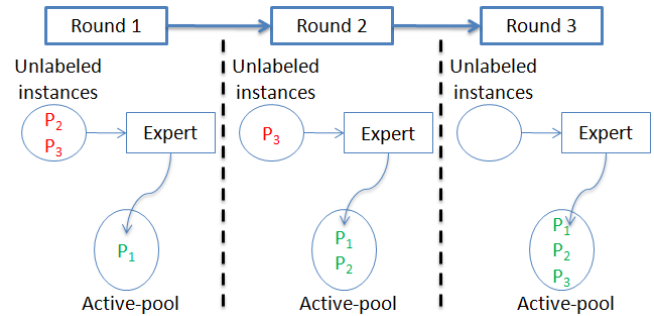 Round 1
Round 2
Round 3
Unlabeled
instances
P2
P3
Expert
P1
Active-pool
Unlabeled
instances
P3
Expert
P1
P2
Active-pool
Unlabeled
instances
Expert
P1
P2
P3
Active-pool